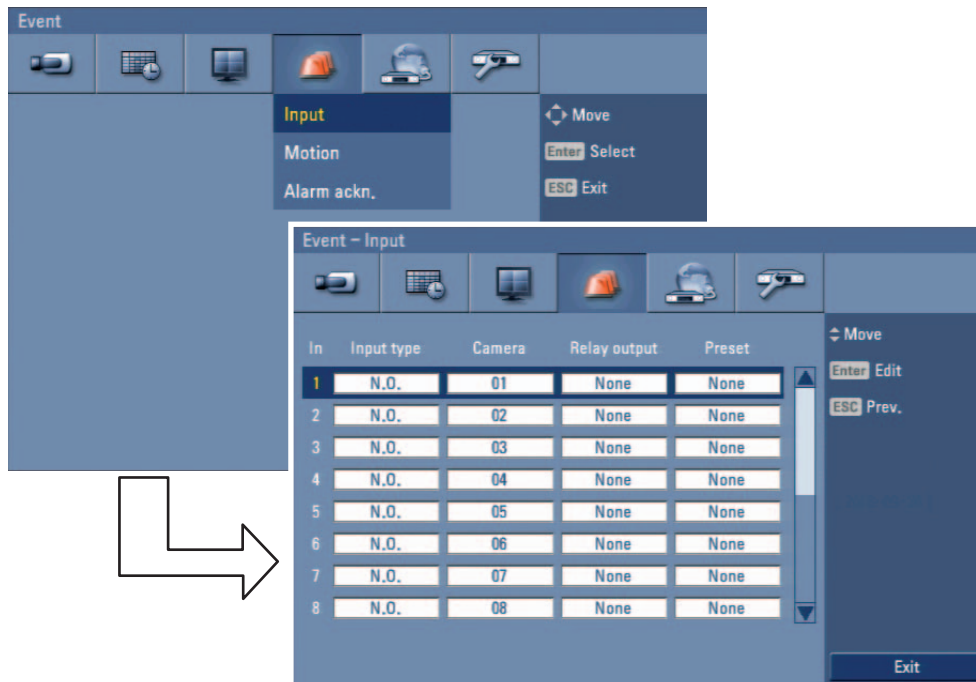 Event
Input
Motion
Alarm ackn.
Move
Enter Select
ESC Exit
Event – Input
In Input type Camera Relay output Preset
1 N.O. 01 None None
2 N.O. 02 None None
3 N.O. 03 None None
4 N.O. 04 None None
5 N.O. 05 None None
6 N.O. 06 None None
7 N.O. 07 None None
8 N.O. 08 None None
Move
Enter Edit
ESC Prev.
Exit